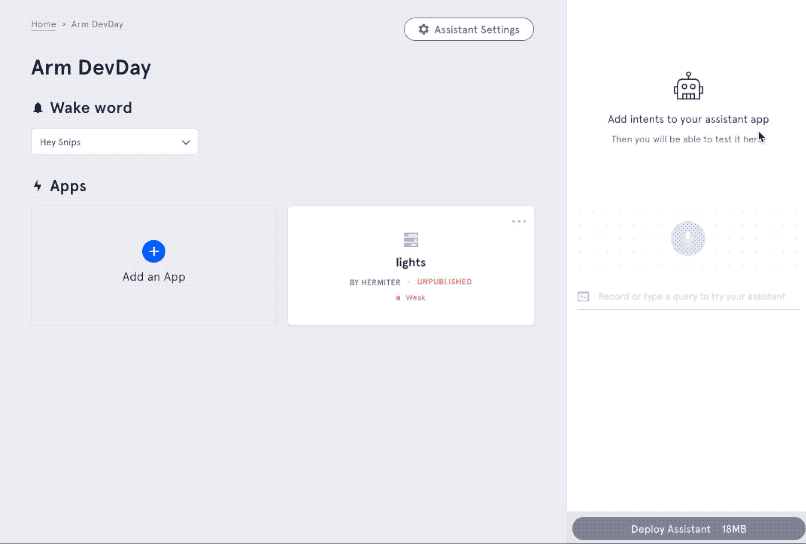 Home > Arm DevDay
Assistant Settings
Arm DevDay
Wake word
Hey Snips
Apps
Add an App
lights
BY HERMITER · UNPUBLISHED
Weak
Add intents to your assistant app
Then you will be able to test it here
Record or type a query to try your assistant
Deploy Assistant 18MB